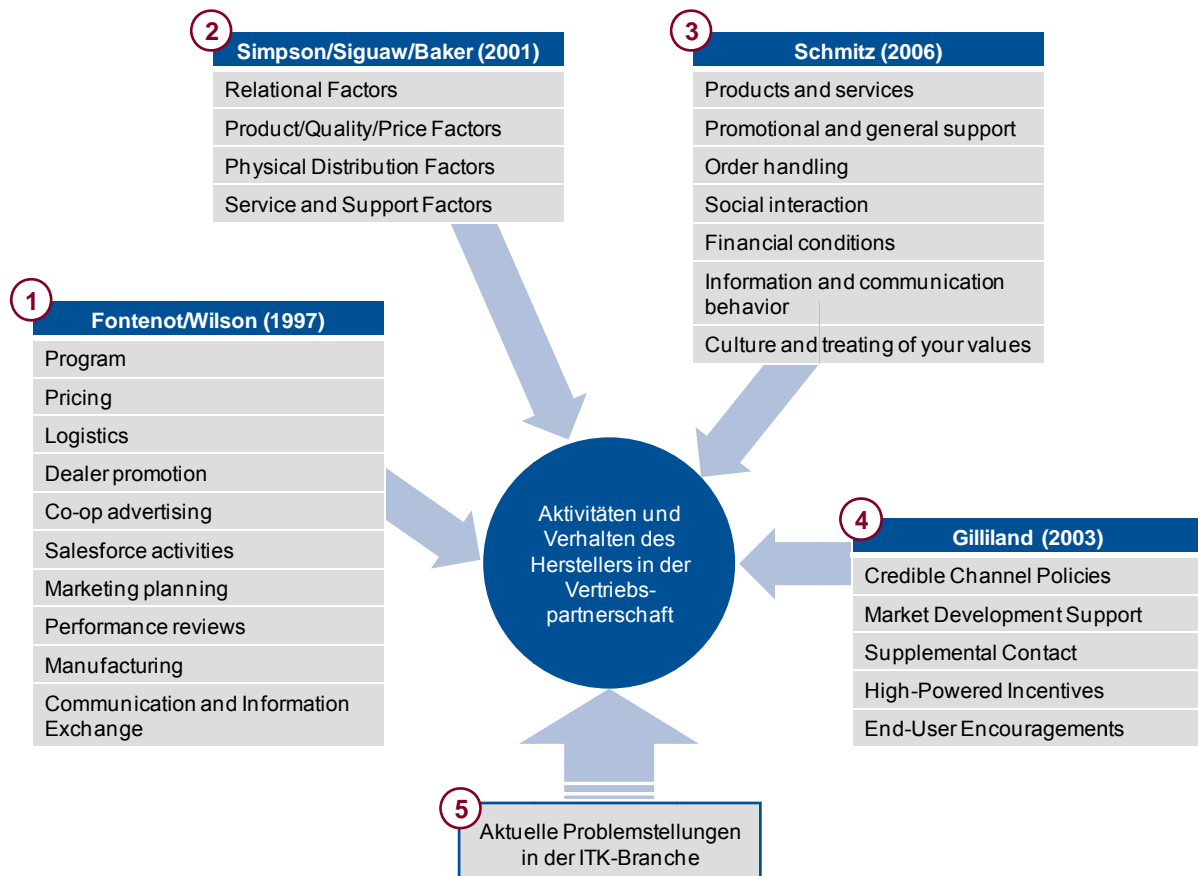 1
Fontenot/Wilson (1997)
Program
Pricing
Logistics
Dealer promotion
Co-op advertising
Salesforce activities
Marketing planning
Performance reviews
Manufacturing
Communication and Information
Exchange
2
Simpson/Siguaw/Baker (2001)
Relational Factors
Product/Quality/Price Factors
Physical Distribution Factors
Service and Support Factors
3
Schmitz (2006)
Products and services
Promotional and general support
Order handling
Social interaction
Financial conditions
Information and communication
behavior
Culture and treating of your values
4
Gilliland (2003)
Credible Channel Policies
Market Development Support
Supplemental Contact
High-Powered Incentives
End-User Encouragements
Aktivitäten und
Verhalten des
Herstellers in der
Vertriebs-
partnerschaft
5
Aktuelle Problemstellungen
in der ITK-Branche